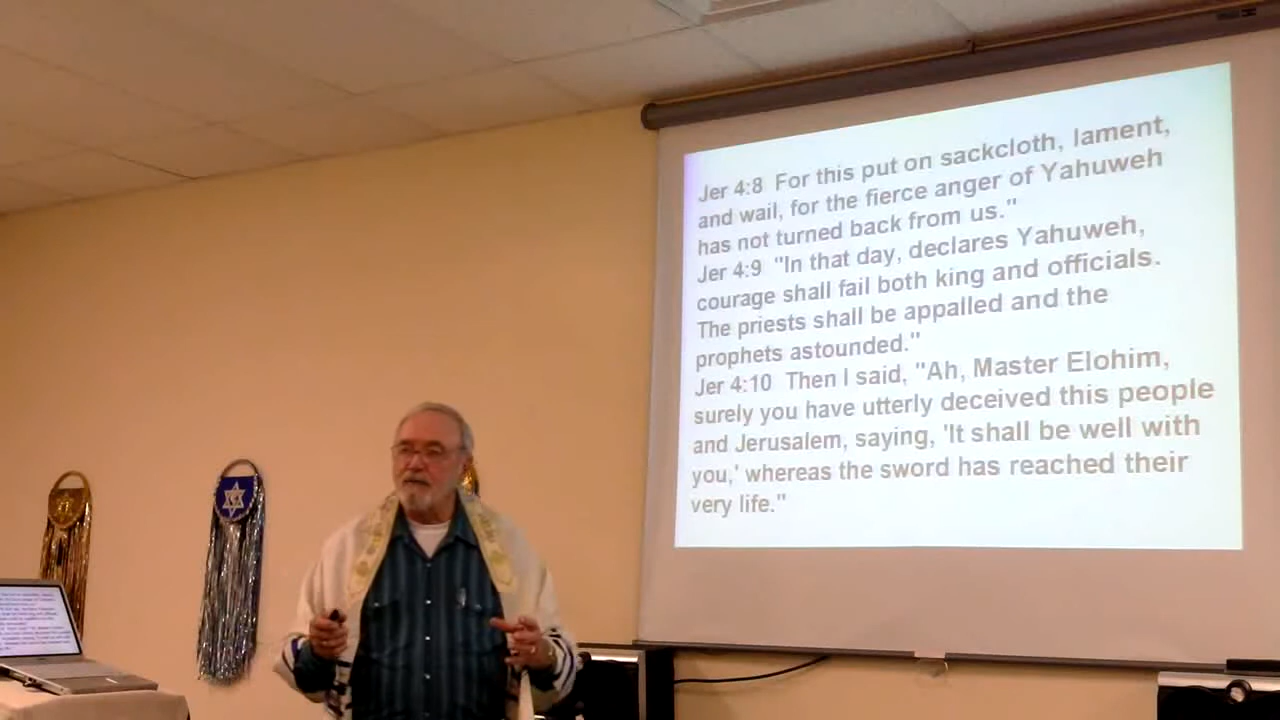 Jer 4:8 For this put on sackcloth, lament,
and wail, for the fierce anger of Yahuweh
has not turned back from us."
Jer 4:9 "In that day, declares Yahuweh,
courage shall fail both king and officials.
The priests shall be appalled and the
prophets astounded."
Jer 4:10 Then I said, "Ah, Master Elohim,
surely you have utterly deceived this people
and Jerusalem, saying, 'It shall be well with
you,' whereas the sword has reached their
very life."